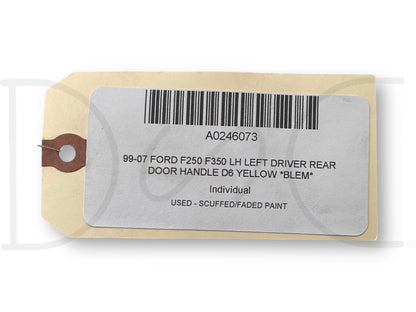 A0246073
99-07 FORD F250 F350 LH LEFT DRIVER REAR
DOOR HANDLE D6 YELLOW *BLEM*
Individual
USED - SCUFFED/FADED PAINT